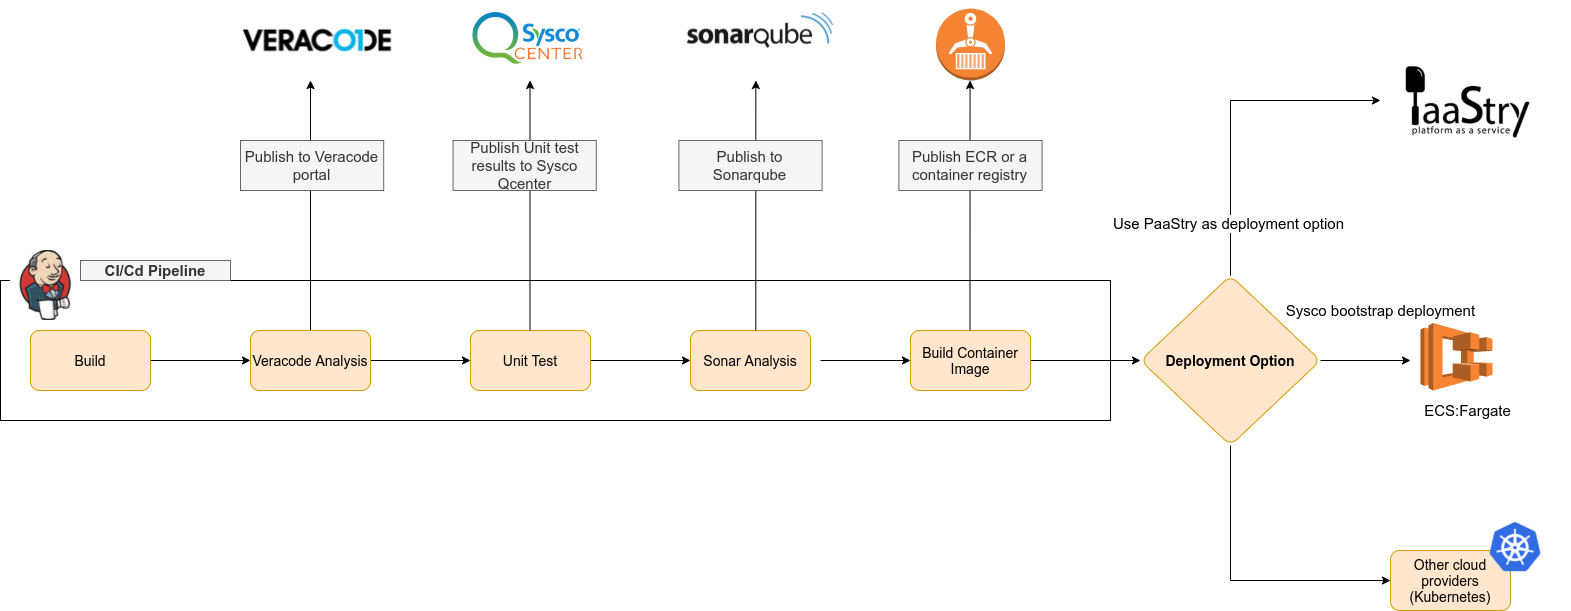 VERACODE
Sysco
CENTER
sonarqube
PaaStry
platform as a service
Publish to Veracode
portal
Publish Unit test
results to Sysco
Qcenter
Publish to
Sonarqube
Publish ECR or a
container registry
Use PaaStry as deployment option
CI/Cd Pipeline
Sysco bootstrap deployment
Build
Veracode Analysis
Unit Test
Sonar Analysis
Build Container
Image
Deployment Option
ECS:Fargate
Other cloud
providers
(Kubernetes)